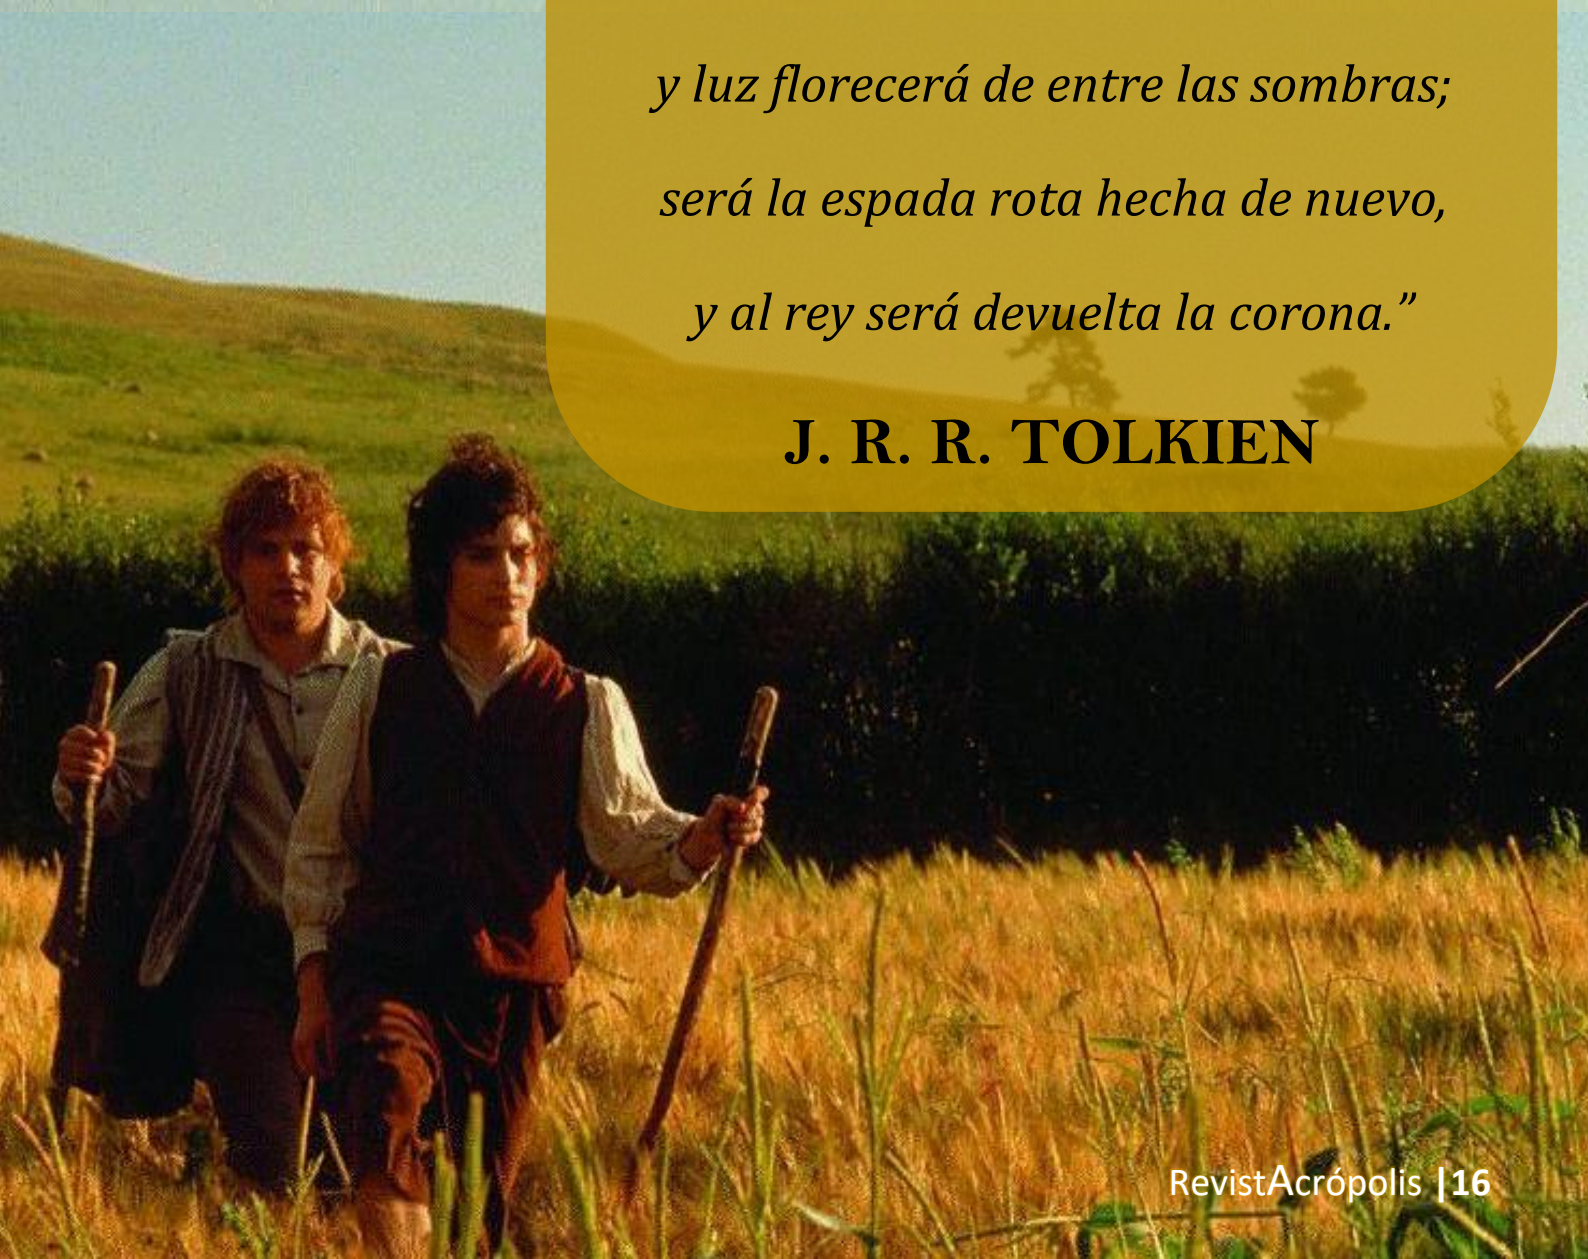 y luz florecerá de entre las sombras;
será la espada rota hecha de nuevo,
y al rey será devuelta la corona.”
J. R. R. TOLKIEN
RevistAcrópolis |16